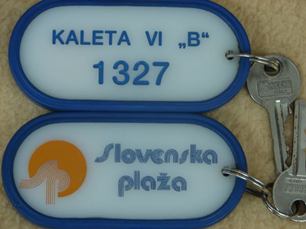 KALETA VI „B“
1327
Slovenska
plaža